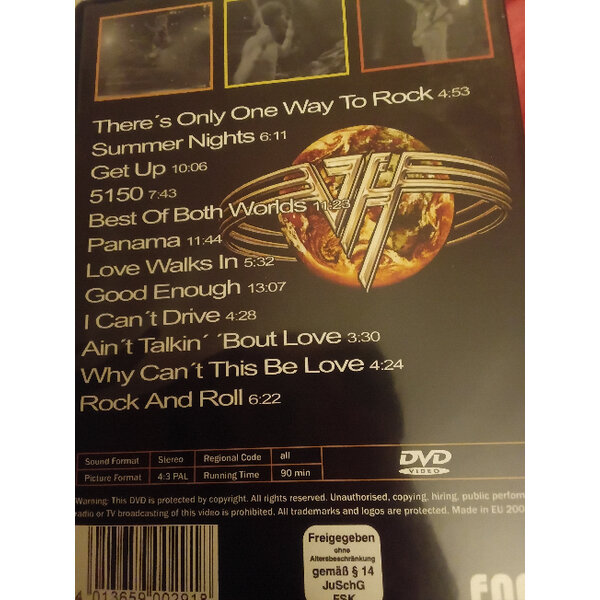 There´s Only One Way To Rock 4:53
Summer Nights 6:11
Get Up 10:06
5150 7:43
Best Of Both Worlds 11:23
Panama 11:44
Love Walks In 5:32
Good Enough 13:07
I Can´t Drive 4:28
Ain´t Talkin´ ´Bout Love 3:30
Why Can´t This Be Love 4:24
Rock And Roll 6:22
VH
Sound Format Stereo Regional Code all
Picture Format 4:3 PAL Running Time 90 min
DVD
VIDEO
Warning: This DVD is protected by copyright. All rights reserved. Unauthorised, copying, hiring, public perform
adio or TV broadcasting of this video is prohibited. All trademarks and logos are protected. Made in EU 200
Freigegeben
ohne
Altersbeschränkung
gemäß § 14
JuSchG
FSK
4 013659 002918